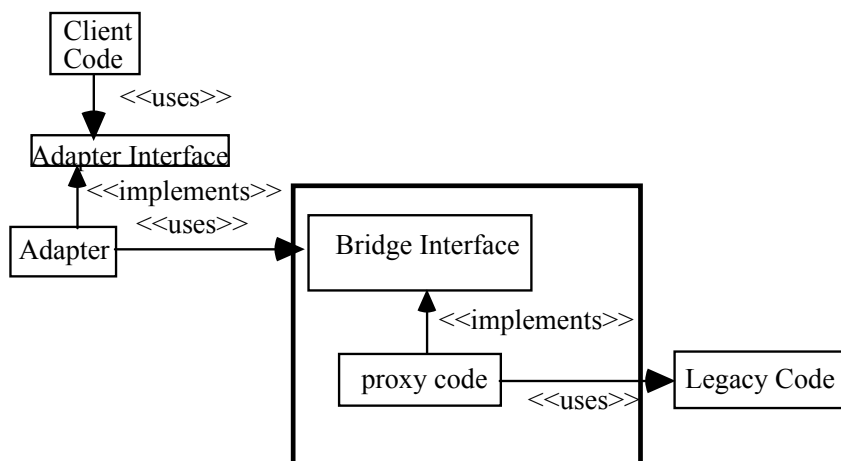 Client
Code
<<uses>>
Adapter Interface
<<implements>>
<<uses>>
Adapter
Bridge Interface
<<implements>>
proxy code
Legacy Code
<<uses>>